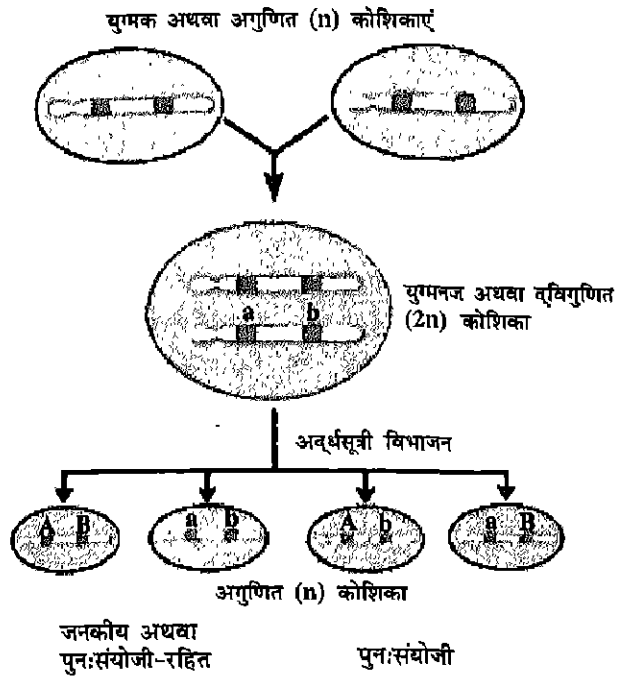 युग्मक अथवा अगुणित (n) कोशिकाएं
a b
युग्मनज अथवा द्विगुणित
(2n) कोशिका
अर्धसूत्री विभाजन
A B a b A b a B
अगुणित (n) कोशिका
जनकीय अथवा
पुनःसंयोजी-रहित
पुनःसंयोजी